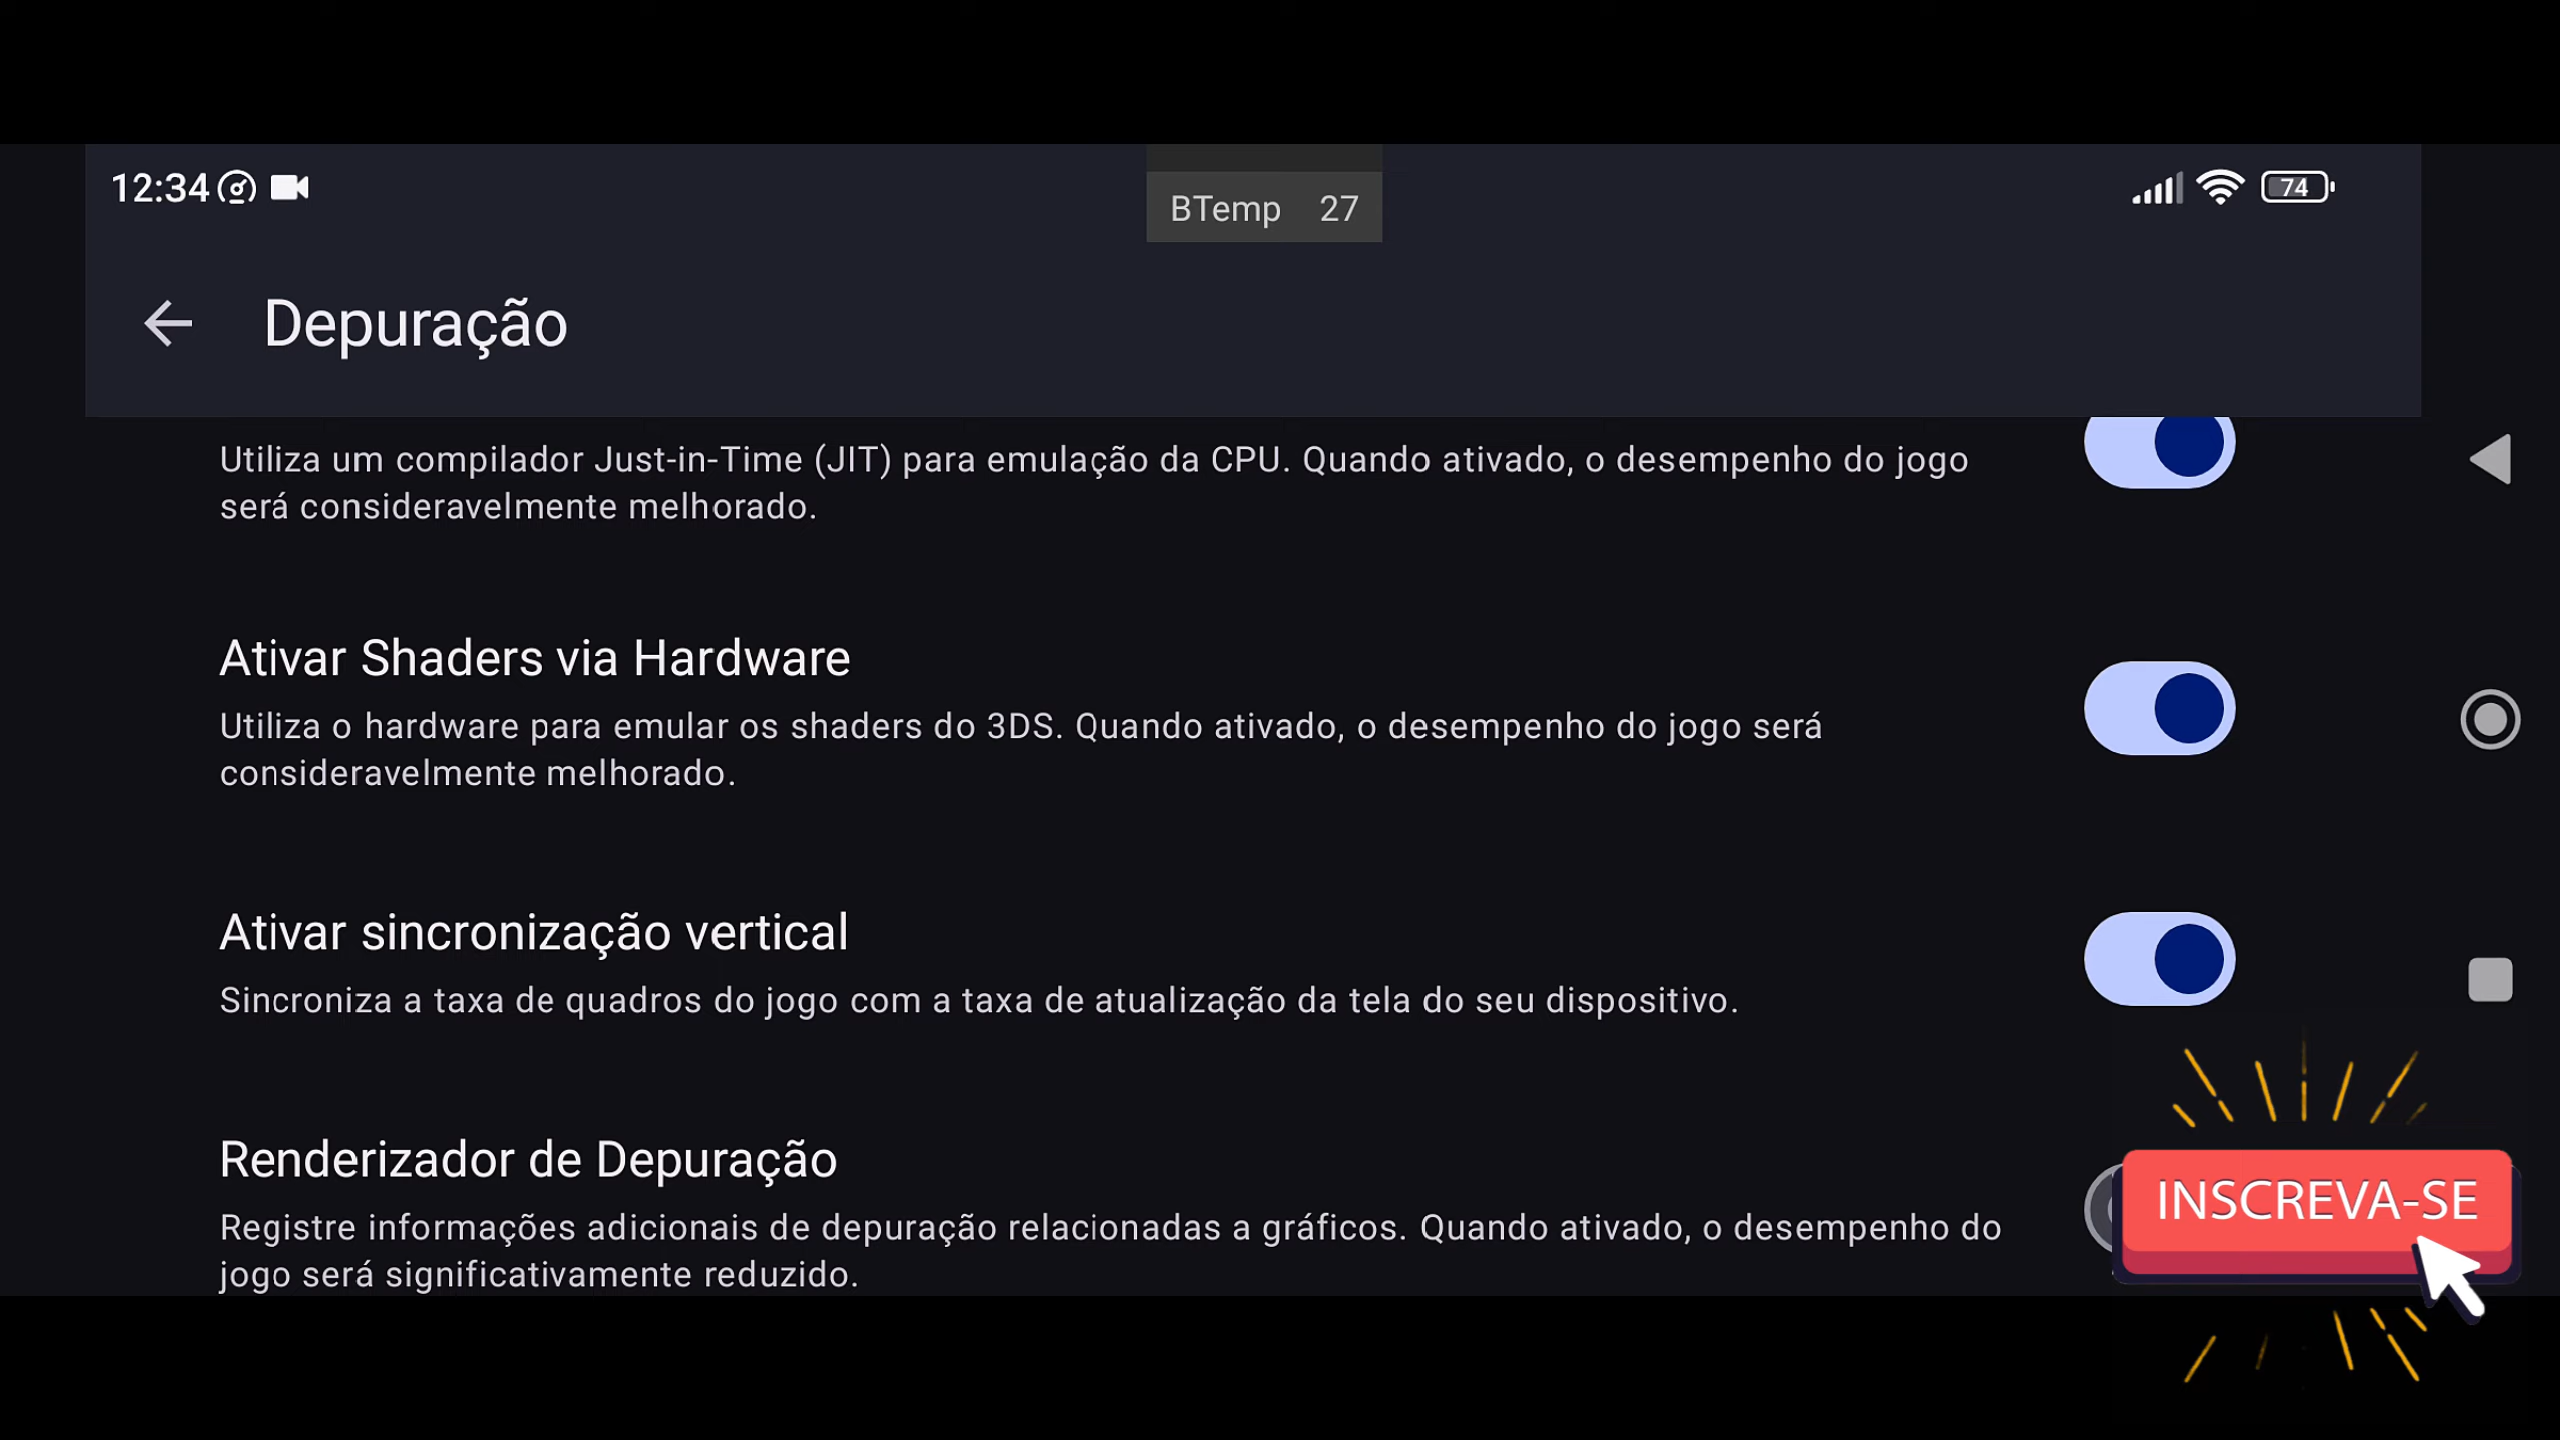 12:34
BTemp 27
74
Depuração
Utiliza um compilador Just-in-Time (JIT) para emulação da CPU. Quando ativado, o desempenho do jogo
será consideravelmente melhorado.
Ativar Shaders via Hardware
Utiliza o hardware para emular os shaders do 3DS. Quando ativado, o desempenho do jogo será
consideravelmente melhorado.
Ativar sincronização vertical
Sincroniza a taxa de quadros do jogo com a taxa de atualização da tela do seu dispositivo.
Renderizador de Depuração
Registre informações adicionais de depuração relacionadas a gráficos. Quando ativado, o desempenho do
jogo será significativamente reduzido.
INSCREVA-SE